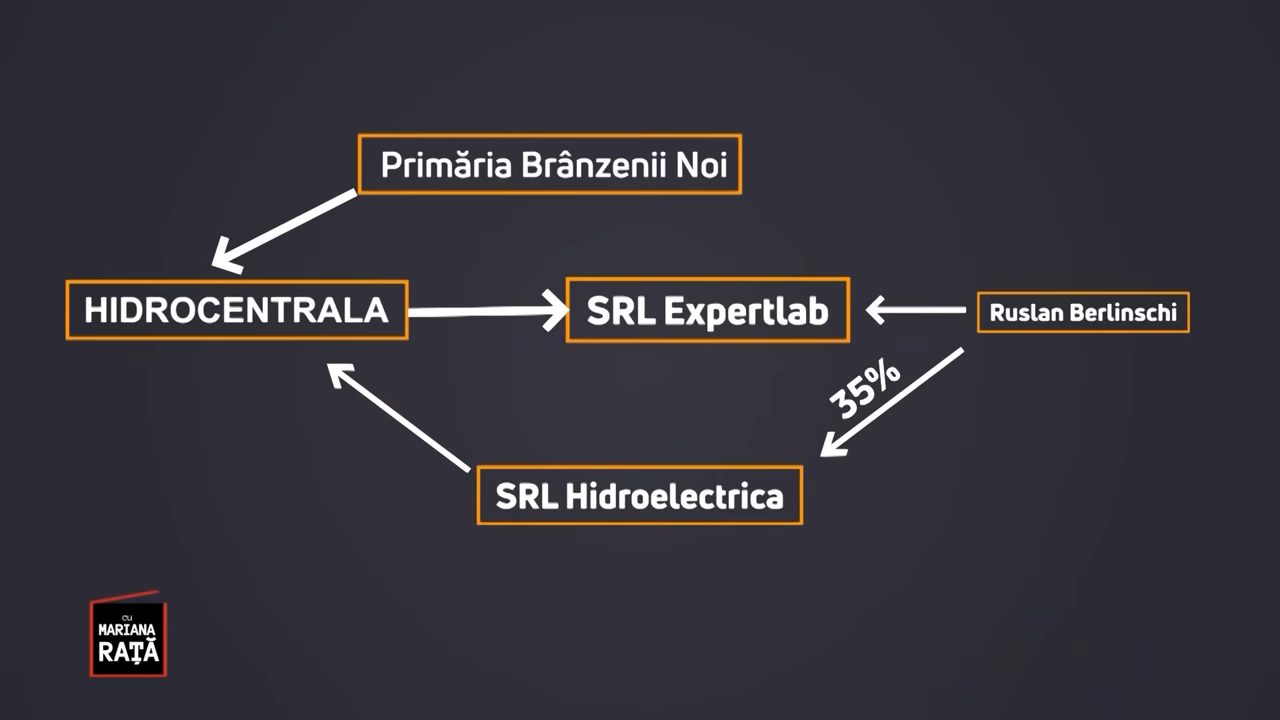 Primăria Brânzenii Noi
HIDROCENTRALA
SRL Expertlab
Ruslan Berlinschi
35%
SRL Hidroelectrica
cu
MARIANA
RAȚĂ